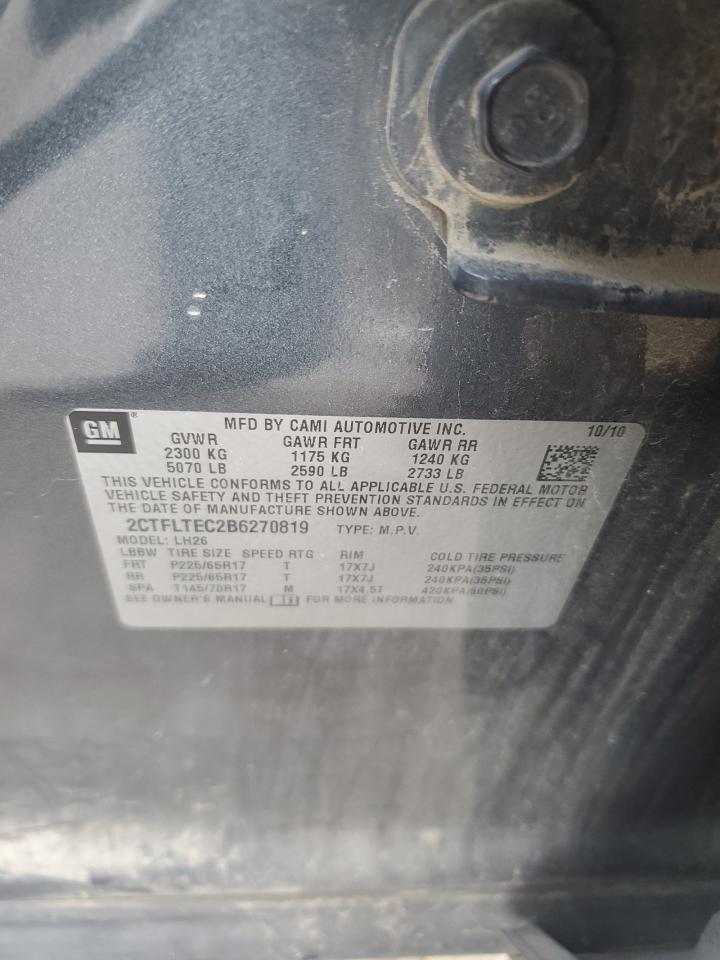 GM ®
MFD BY CAMI AUTOMOTIVE INC. 10/10
GVWR GAWR FRT GAWR RR
2300 KG 1175 KG 1240 KG
5070 LB 2590 LB 2733 LB
THIS VEHICLE CONFORMS TO ALL APPLICABLE U.S. FEDERAL MOTOR
VEHICLE SAFETY AND THEFT PREVENTION STANDARDS IN EFFECT ON
THE DATE OF MANUFACTURE SHOWN ABOVE.
2CTFLTEC2B6270819 TYPE: M.P.V.
MODEL: LH26
LBBW TIRE SIZE SPEED RTG RIM COLD TIRE PRESSURE
FRT P225/65R17 T 17X7J 240KPA(35PSI)
RR P225/65R17 T 17X7J 240KPA(35PSI)
SPA T145/70R17 M 17X4.5T 420KPA(60PSI)
SEE OWNER'S MANUAL FOR MORE INFORMATION.